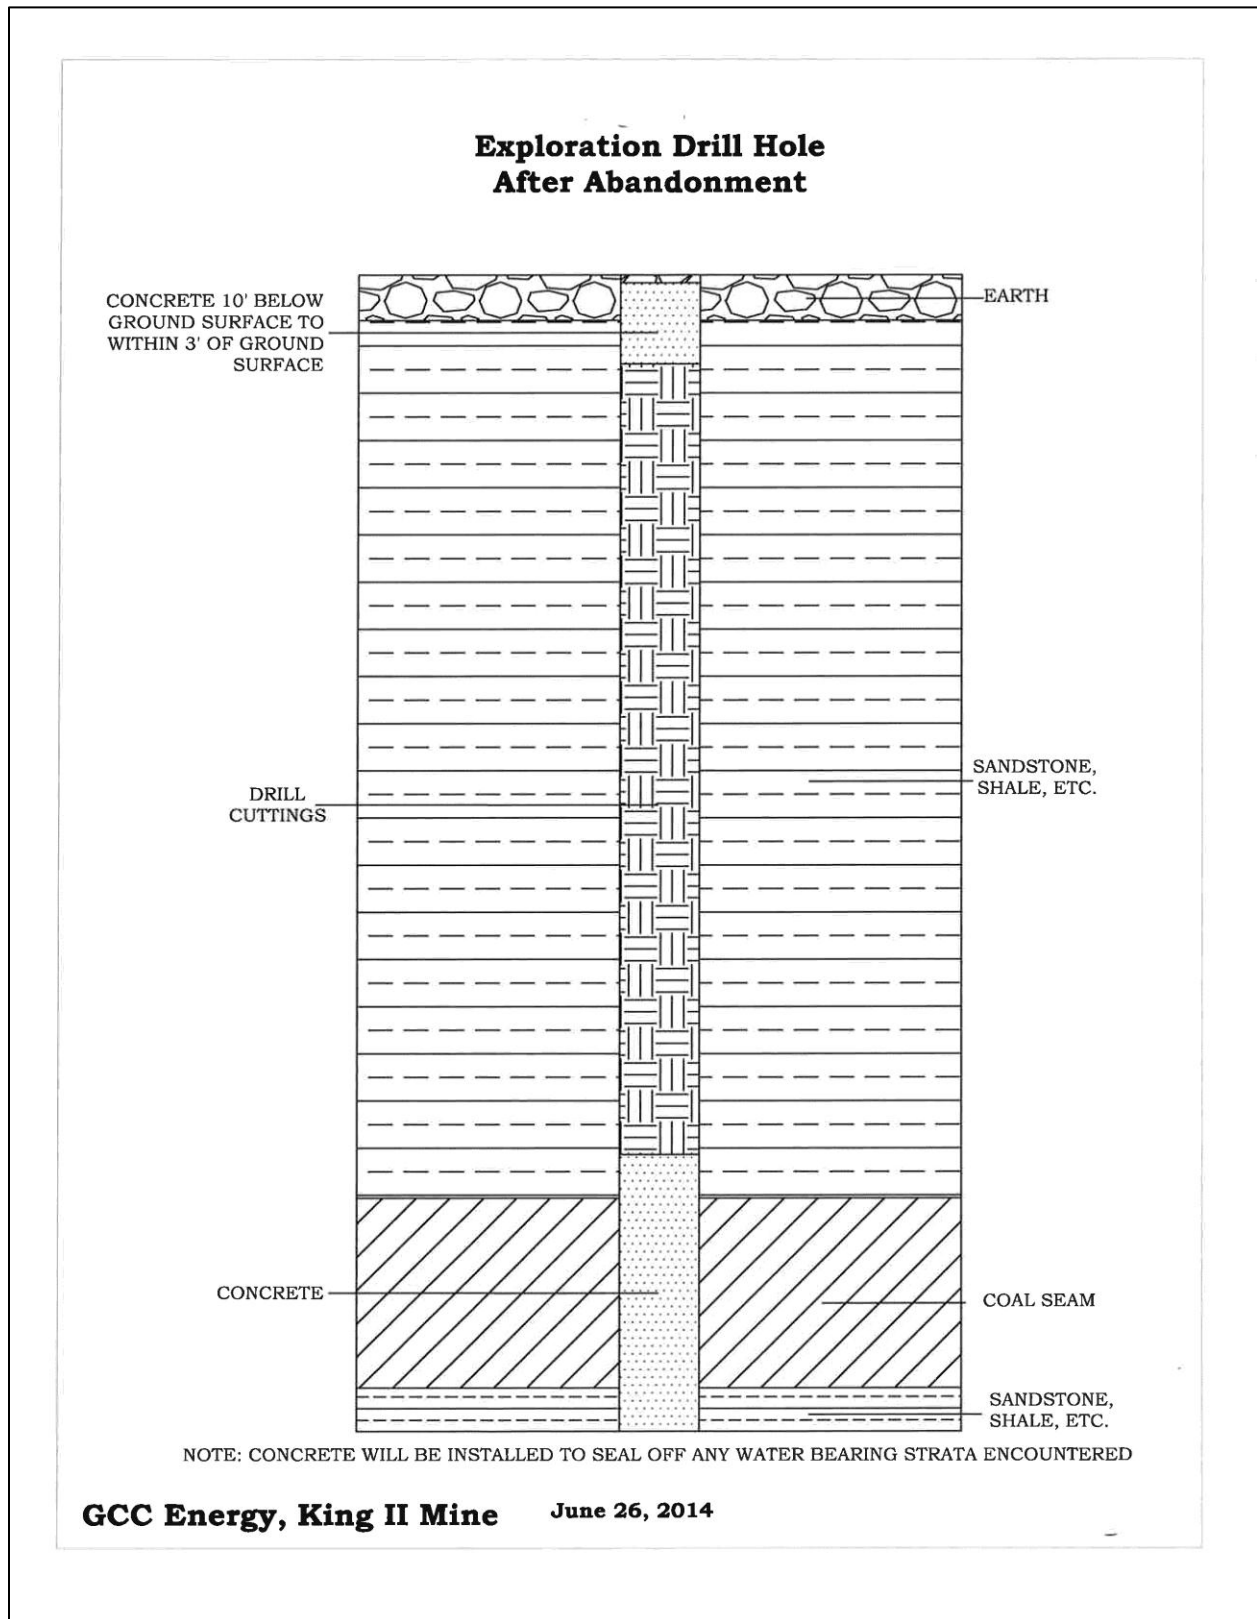 Exploration Drill Hole
After Abandonment
CONCRETE 10' BELOW
GROUND SURFACE TO
WITHIN 3' OF GROUND
SURFACE
EARTH
SANDSTONE,
SHALE, ETC.
DRILL
CUTTINGS
CONCRETE
COAL SEAM
SANDSTONE,
SHALE, ETC.
NOTE: CONCRETE WILL BE INSTALLED TO SEAL OFF ANY WATER BEARING STRATA ENCOUNTERED
GCC Energy, King II Mine
June 26, 2014